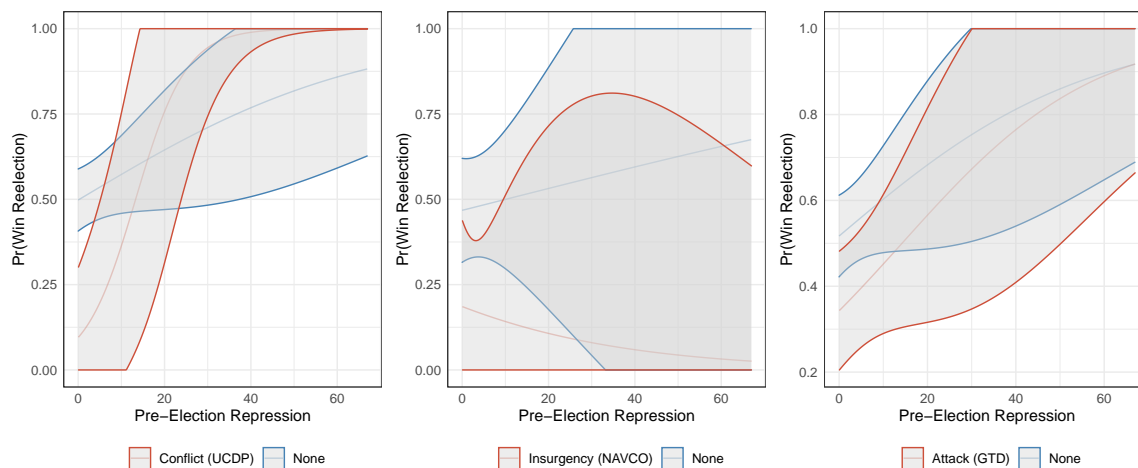 1.00
0.75
0.50
0.25
0.00
Pr(Win Reelection)
0 20 40 60
Pre−Election Repression
Conflict (UCDP) None
1.00
0.75
0.50
0.25
0.00
Pr(Win Reelection)
0 20 40 60
Pre−Election Repression
Insurgency (NAVCO) None
1.0
0.8
0.6
0.4
0.2
Pr(Win Reelection)
0 20 40 60
Pre−Election Repression
Attack (GTD) None